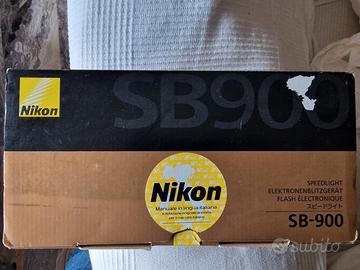 SB900
Nikon
SPEEDLIGHT
ELEKTRONENBLITZGERÄT
FLASH ÉLECTRONIQUE
スピードライト
SB-900
Nikon
Manuale in lingua italiana
subito